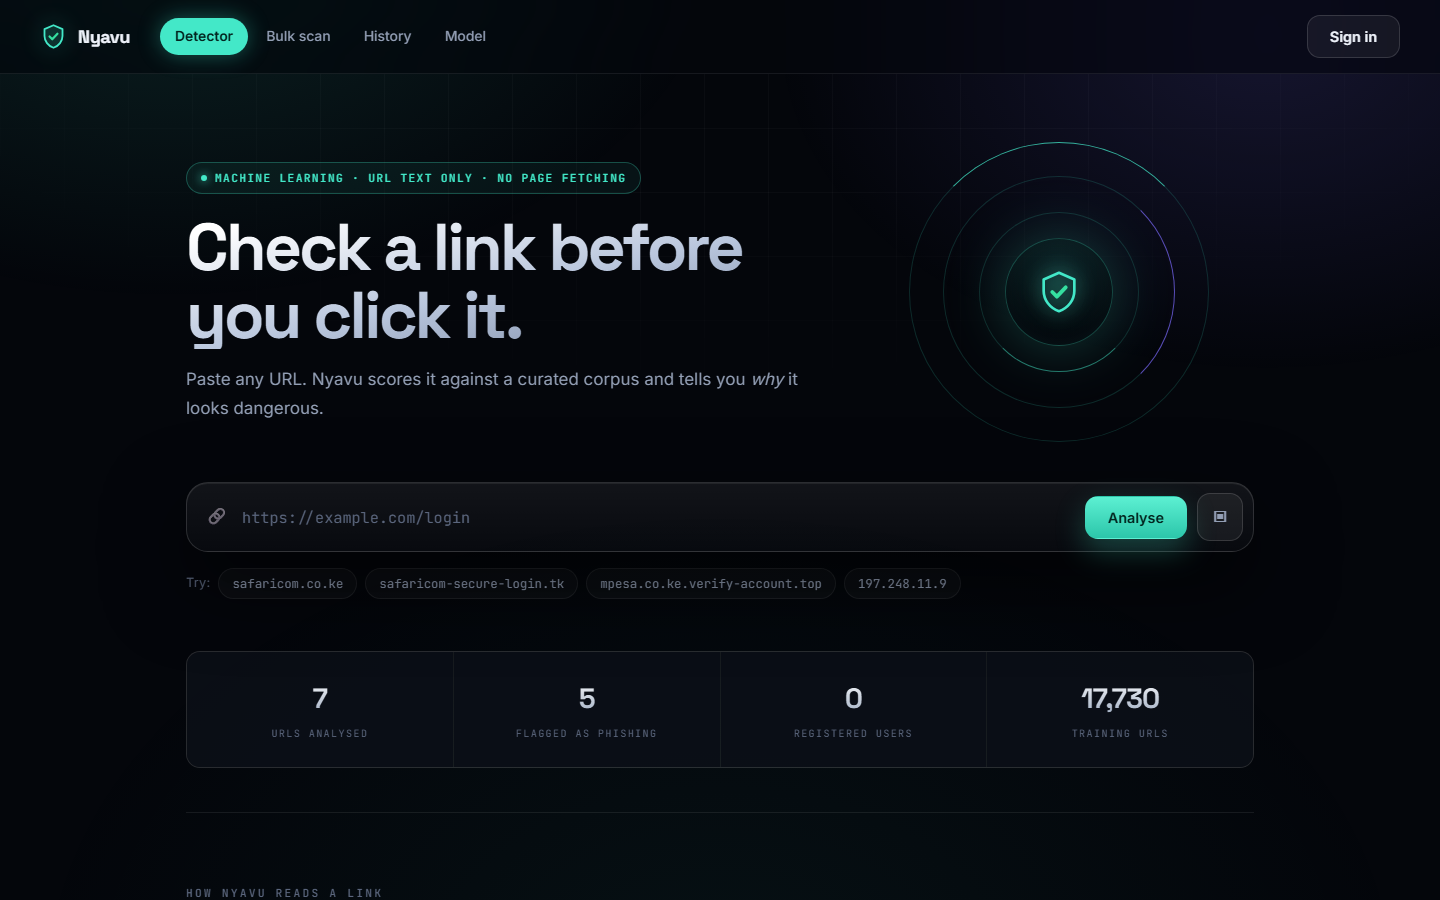 Nyavu
Detector
Bulk scan
History
Model
Sign in
MACHINE LEARNING · URL TEXT ONLY · NO PAGE FETCHING
Check a link before
you click it.
Paste any URL. Nyavu scores it against a curated corpus and tells you why it
looks dangerous.
https://example.com/login
Analyse
Try:
safaricom.co.ke
safaricom-secure-login.tk
mpesa.co.ke.verify-account.top
197.248.11.9
7
URLS ANALYSED
5
FLAGGED AS PHISHING
0
REGISTERED USERS
17,730
TRAINING URLS
HOW NYAVU READS A LINK